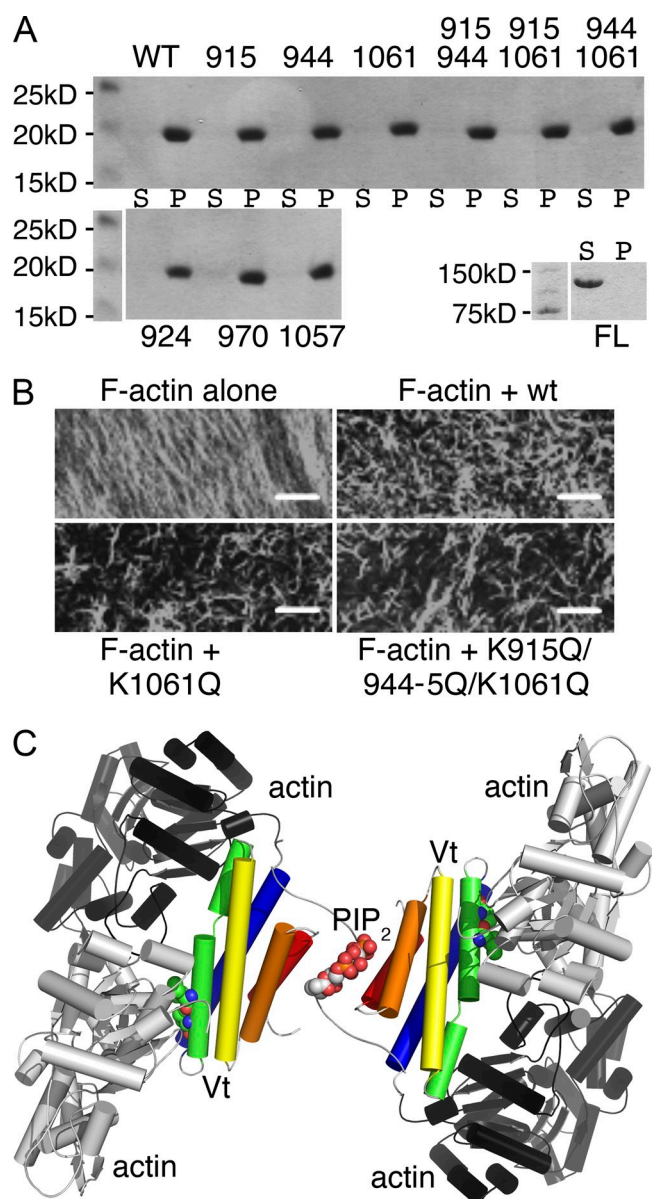 A
915 915 944
WT 915 944 1061 944 1061 1061
25kD
20kD
15kD
S P S P S P S P S P S P S P
25kD
20kD
15kD
924 970 1057
S P
150kD
75kD
FL
B
F-actin alone
F-actin + wt
F-actin +
K1061Q
F-actin + K915Q/
944-5Q/K1061Q
C
actin
actin
Vt
PIP2
Vt
actin
actin